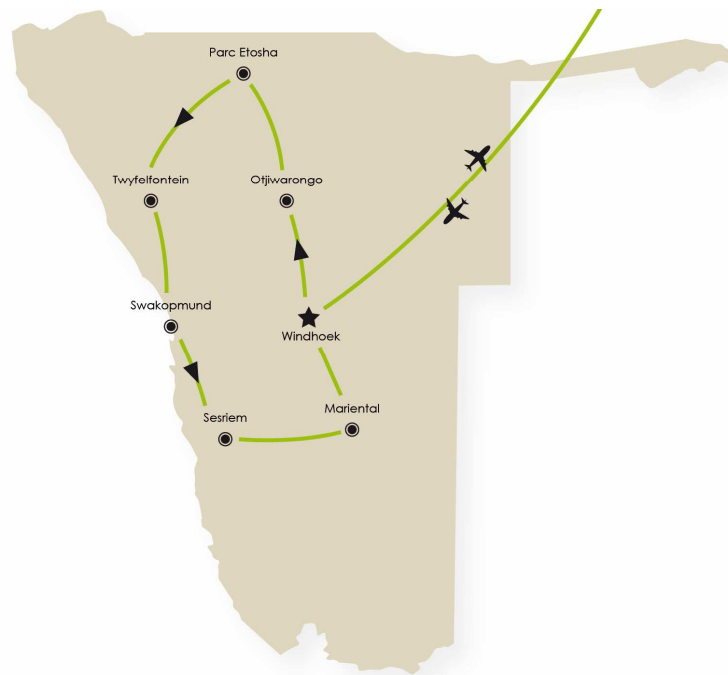 Parc Etosha
Twyfelfontein
Otjiwarongo
Swakopmund
Windhoek
Mariental
Sesriem